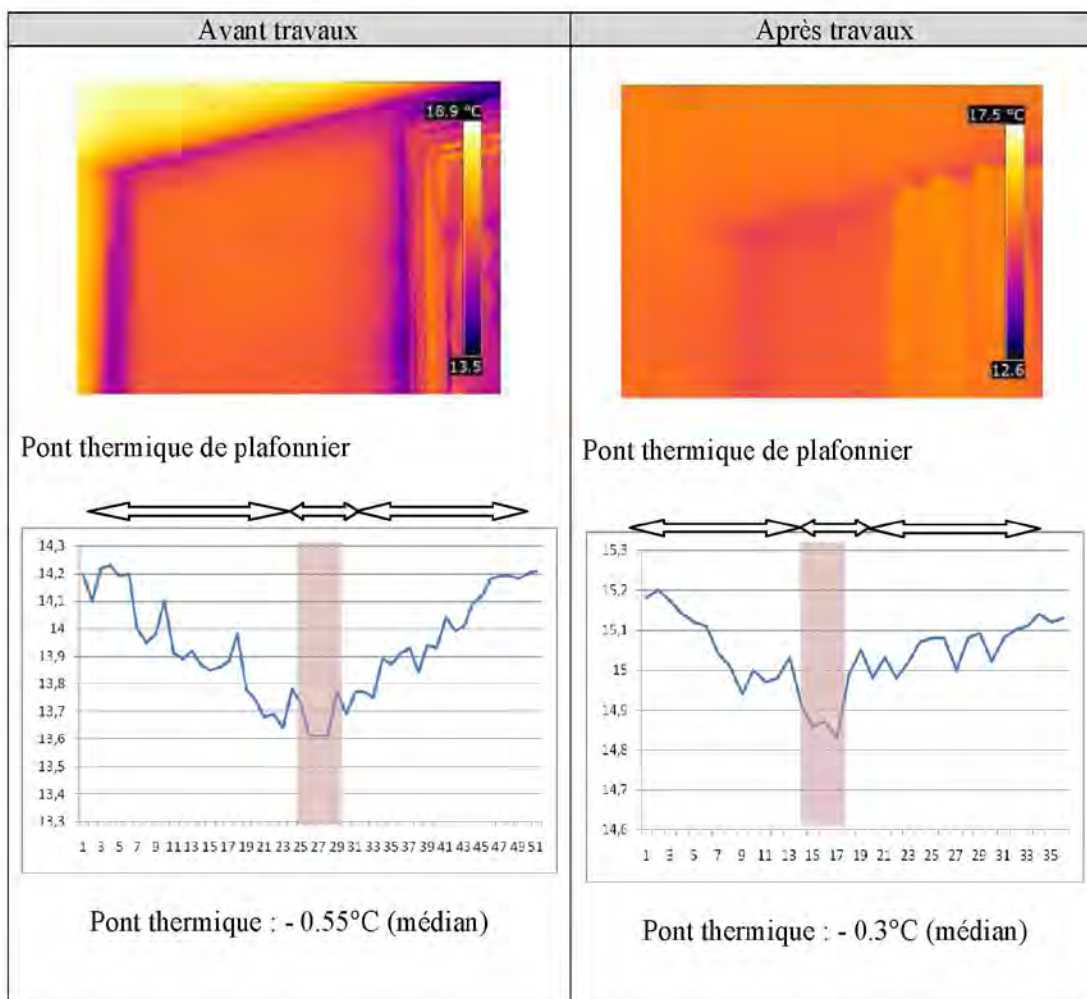 Avant travaux
Après travaux
18.9 °C
13.5
17.5 °C
12.6
Pont thermique de plafonnier
Pont thermique de plafonnier
14,3
14,2
14,1
14
13,9
13,8
13,7
13,6
13,5
13,4
13,3
1 3 5 7 9 11 13 15 17 19 21 23 25 27 29 31 33 35 37 39 41 43 45 47 49 51
15,3
15,2
15,1
15
14,9
14,8
14,7
14,6
1 3 5 7 9 11 13 15 17 19 21 23 25 27 29 31 33 35
Pont thermique : - 0.55°C (médian)
Pont thermique : - 0.3°C (médian)